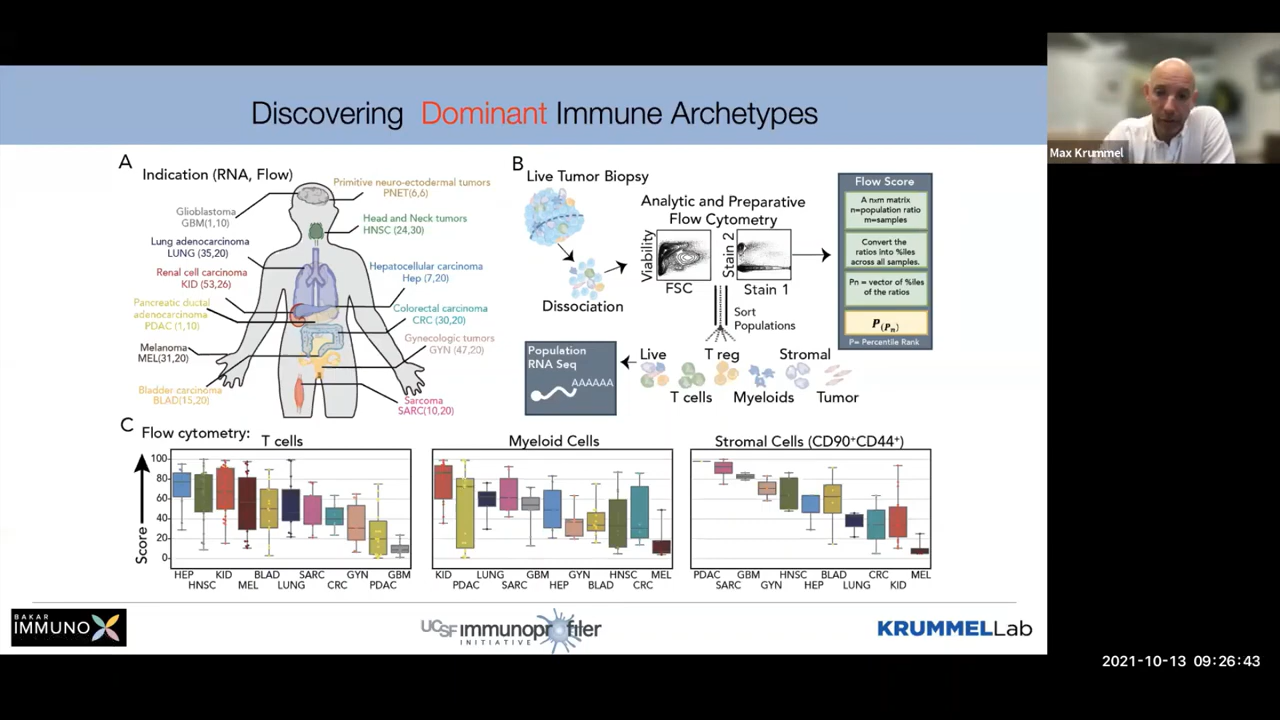 Discovering Dominant Immune Archetypes
Max Krummel
A
Indication (RNA, Flow)
Primitive neuro-ectodermal tumors
PNET(6,6)
Glioblastoma
GBM(1,10)
Head and Neck tumors
HNSC (24,30)
Lung adenocarcinoma
LUNG (35,20)
Renal cell carcinoma
KID (53,26)
Hepatocellular carcinoma
Hep (7,20)
Pancreatic ductal
adenocarcinoma
PDAC (1,10)
Colorectal carcinoma
CRC (30,20)
Melanoma
MEL(31,20)
Gynecologic tumors
GYN (47,20)
Bladder carcinoma
BLAD(15,20)
Sarcoma
SARC(10,20)
B
Live Tumor Biopsy
Dissociation
Analytic and Preparative
Flow Cytometry
Viability
FSC
Stain 2
Stain 1
Sort
Populations
Flow Score
A nxm matrix
n=population ratio
m=samples
Convert the
ratios into %iles
across all samples.
Pn = vector of %iles
of the ratios
P(Pn)
P= Percentile Rank
Population
RNA Seq
AAAAAA
Live
T reg
Stromal
T cells
Myeloids
Tumor
C
Flow cytometry:
T cells
Myeloid Cells
Stromal Cells (CD90+CD44+)
Score
100
80
60
40
20
0
HEP HNSC KID MEL BLAD LUNG SARC CRC GYN PDAC GBM
KID PDAC LUNG SARC GBM HEP GYN BLAD HNSC CRC MEL
PDAC SARC GBM GYN HNSC HEP BLAD LUNG CRC KID MEL
BAKAR
IMMUNOX
UCSF immunoprofiler
INITIATIVE
KRUMMELLab
2021-10-13 09:26:43